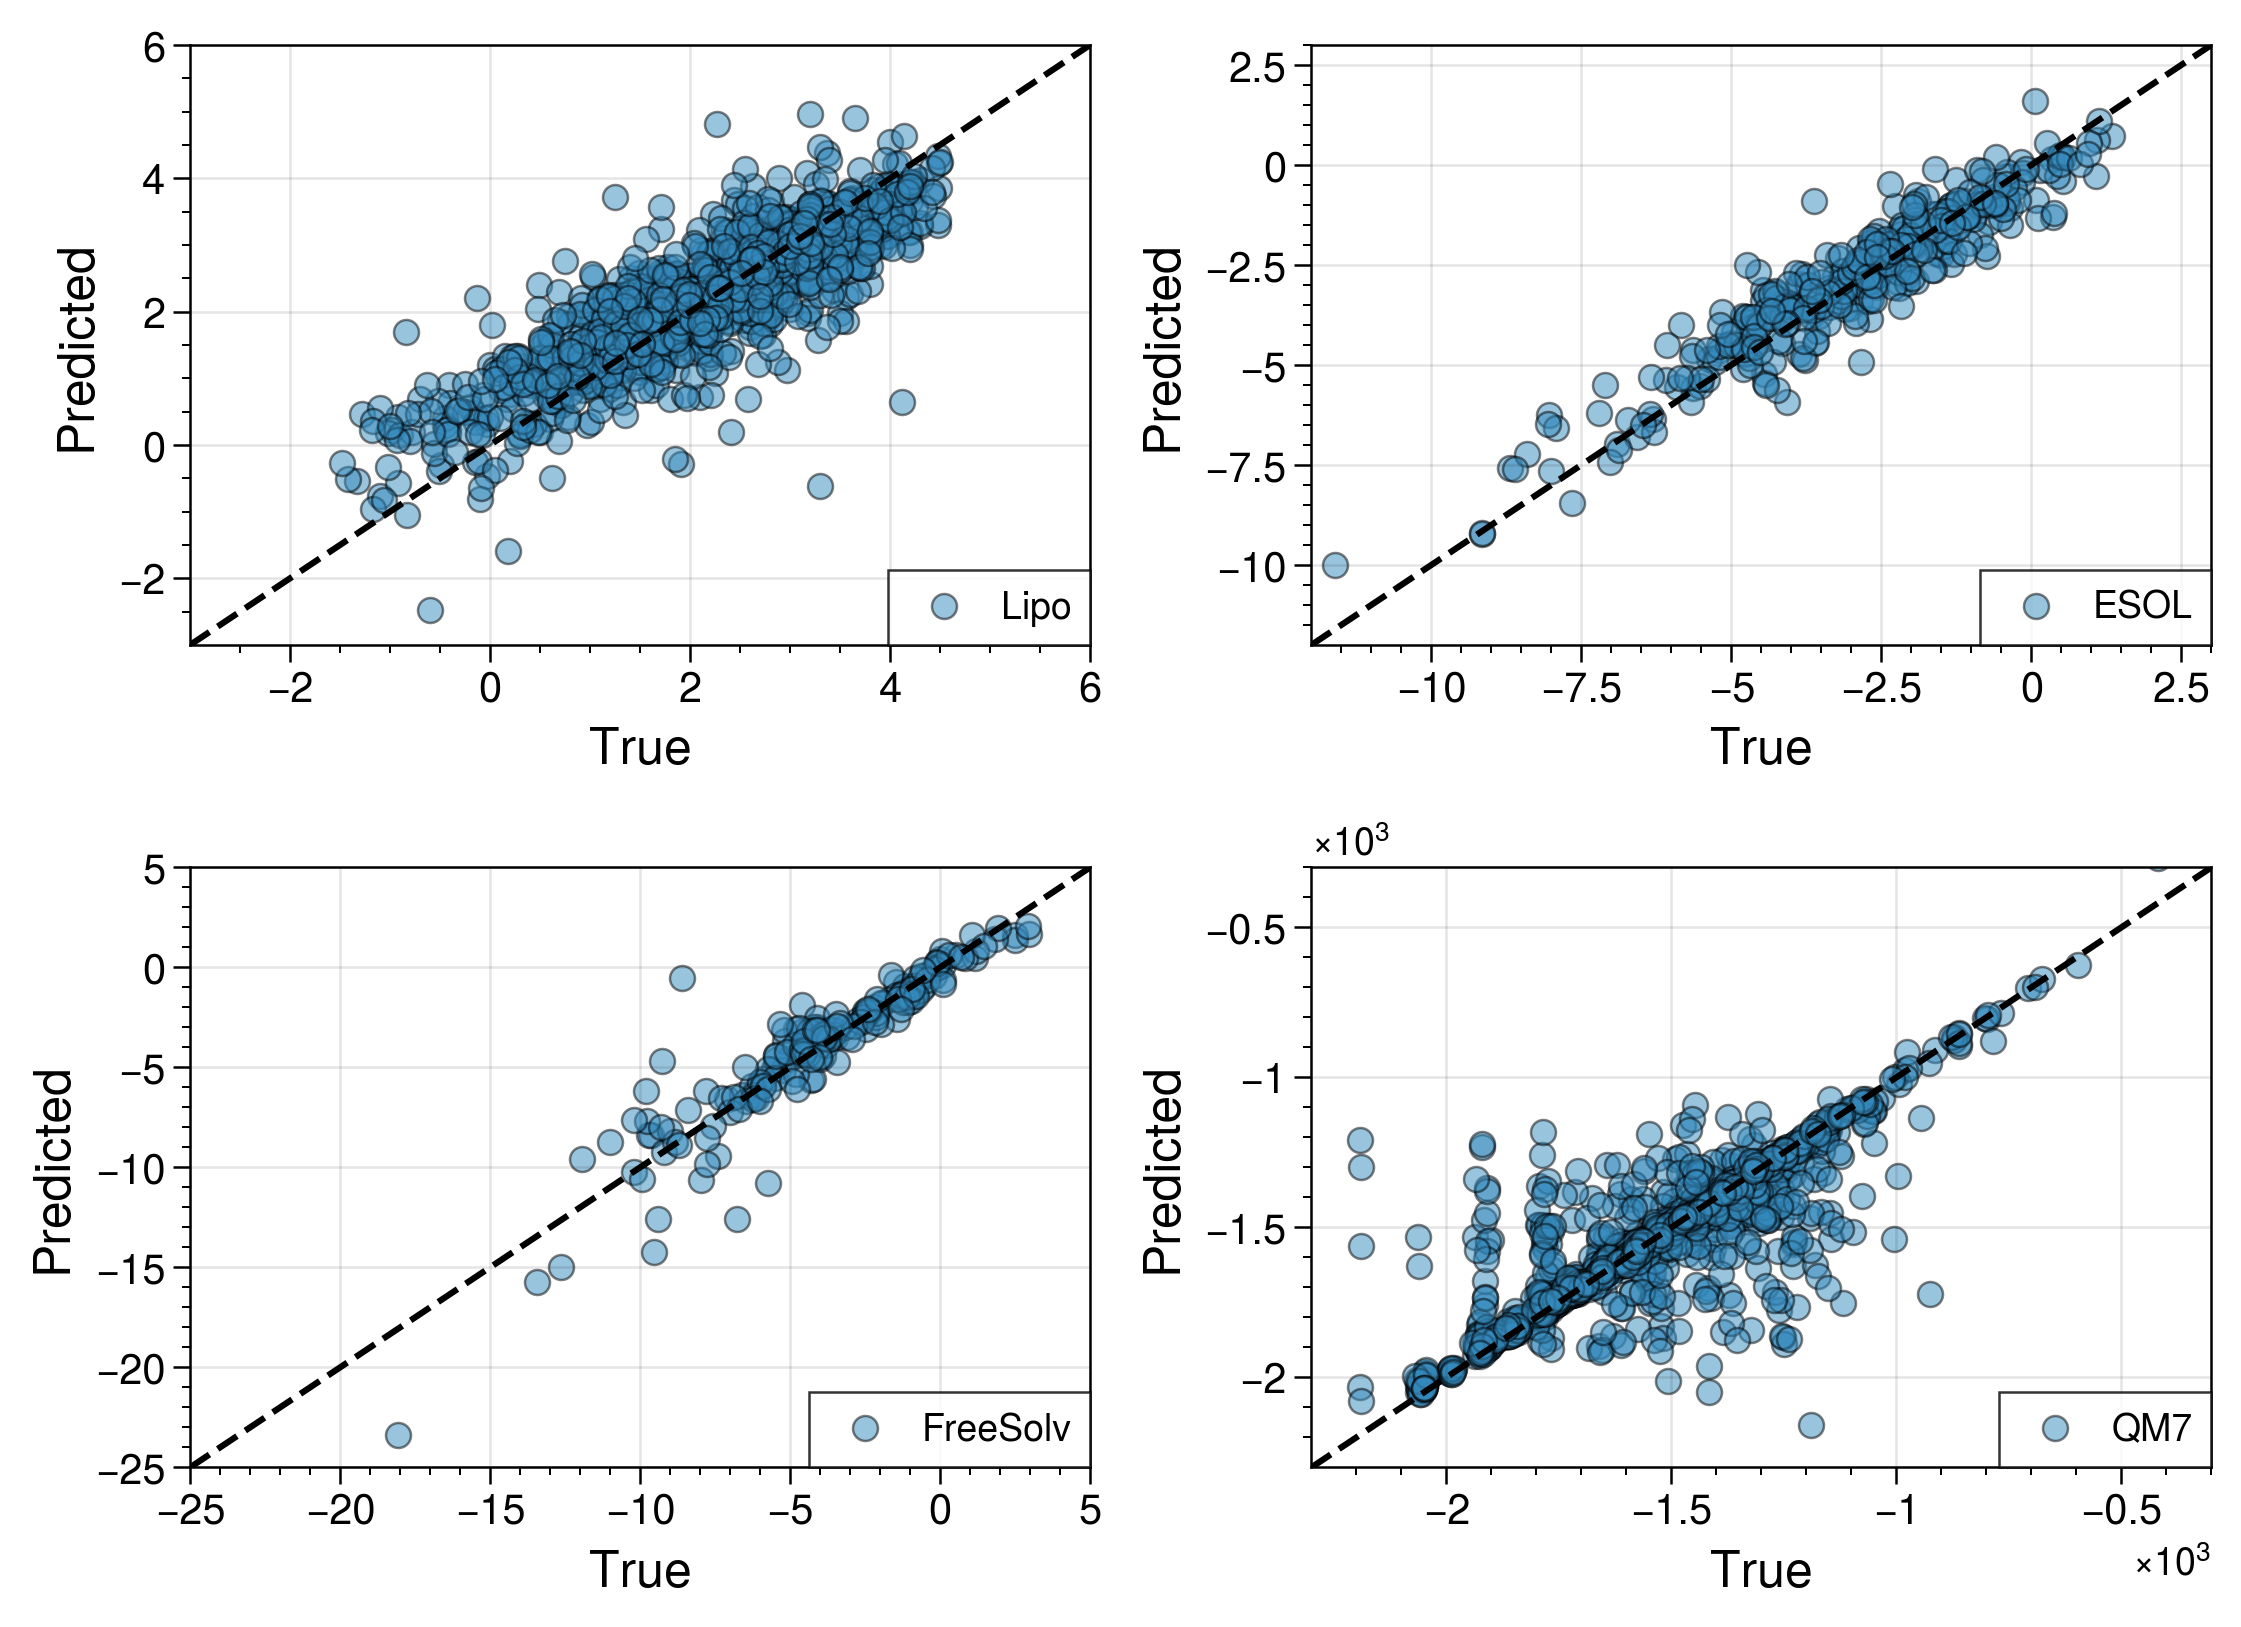 6
4
2
0
−2
Predicted
−2 0 2 4 6
True
Lipo
2.5
0
−2.5
−5
−7.5
−10
Predicted
−10 −7.5 −5 −2.5 0 2.5
True
ESOL
5
0
−5
−10
−15
−20
−25
Predicted
−25 −20 −15 −10 −5 0 5
True
FreeSolv
×10³
−0.5
−1
−1.5
−2
Predicted
−2 −1.5 −1 −0.5
True
×10³
QM7